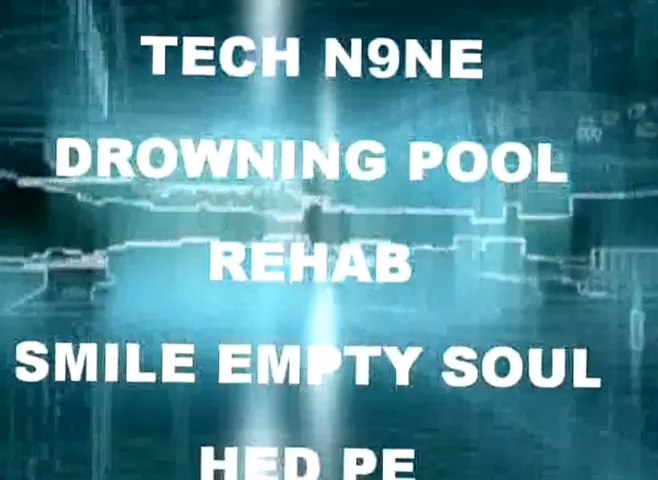 TECH N9NE
DROWNING POOL
REHAB
SMILE EMPTY SOUL
HED PE